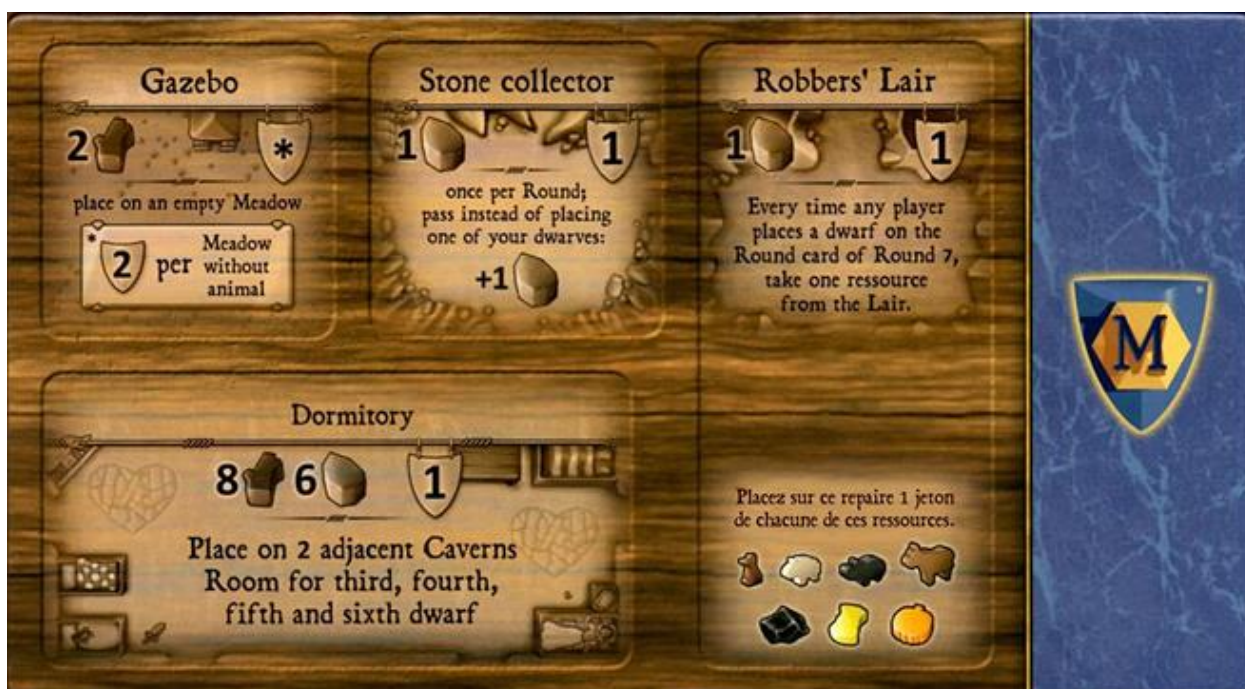 Gazebo
2
*
place on an empty Meadow
*
2 per
Meadow
without
animal
Stone collector
1
1
once per Round;
pass instead of placing
one of your dwarves:
+1
Robbers' Lair
1
1
Every time any player
places a dwarf on the
Round card of Round 7,
take one ressource
from the Lair.
Dormitory
8 6
1
Place on 2 adjacent Caverns
Room for third, fourth,
fifth and sixth dwarf
Placez sur ce repaire 1 jeton
de chacune de ces ressources.
M